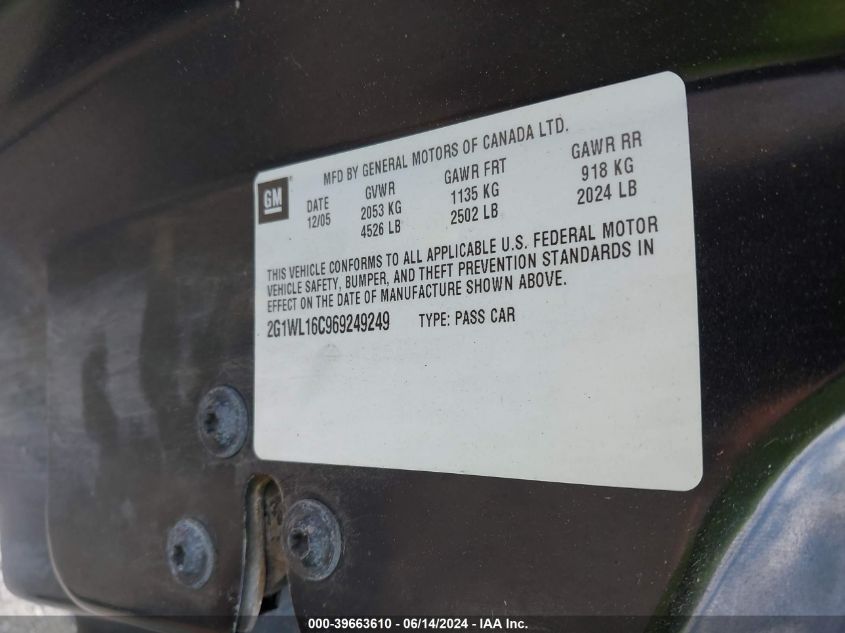 MFD BY GENERAL MOTORS OF CANADA LTD.
GM
DATE GVWR GAWR FRT GAWR RR
12/05 2053 KG 1135 KG 918 KG
4526 LB 2502 LB 2024 LB
THIS VEHICLE CONFORMS TO ALL APPLICABLE U.S. FEDERAL MOTOR
VEHICLE SAFETY, BUMPER, AND THEFT PREVENTION STANDARDS IN
EFFECT ON THE DATE OF MANUFACTURE SHOWN ABOVE.
2G1WL16C969249249 TYPE: PASS CAR
000-39663610 - 06/14/2024 - IAA Inc.